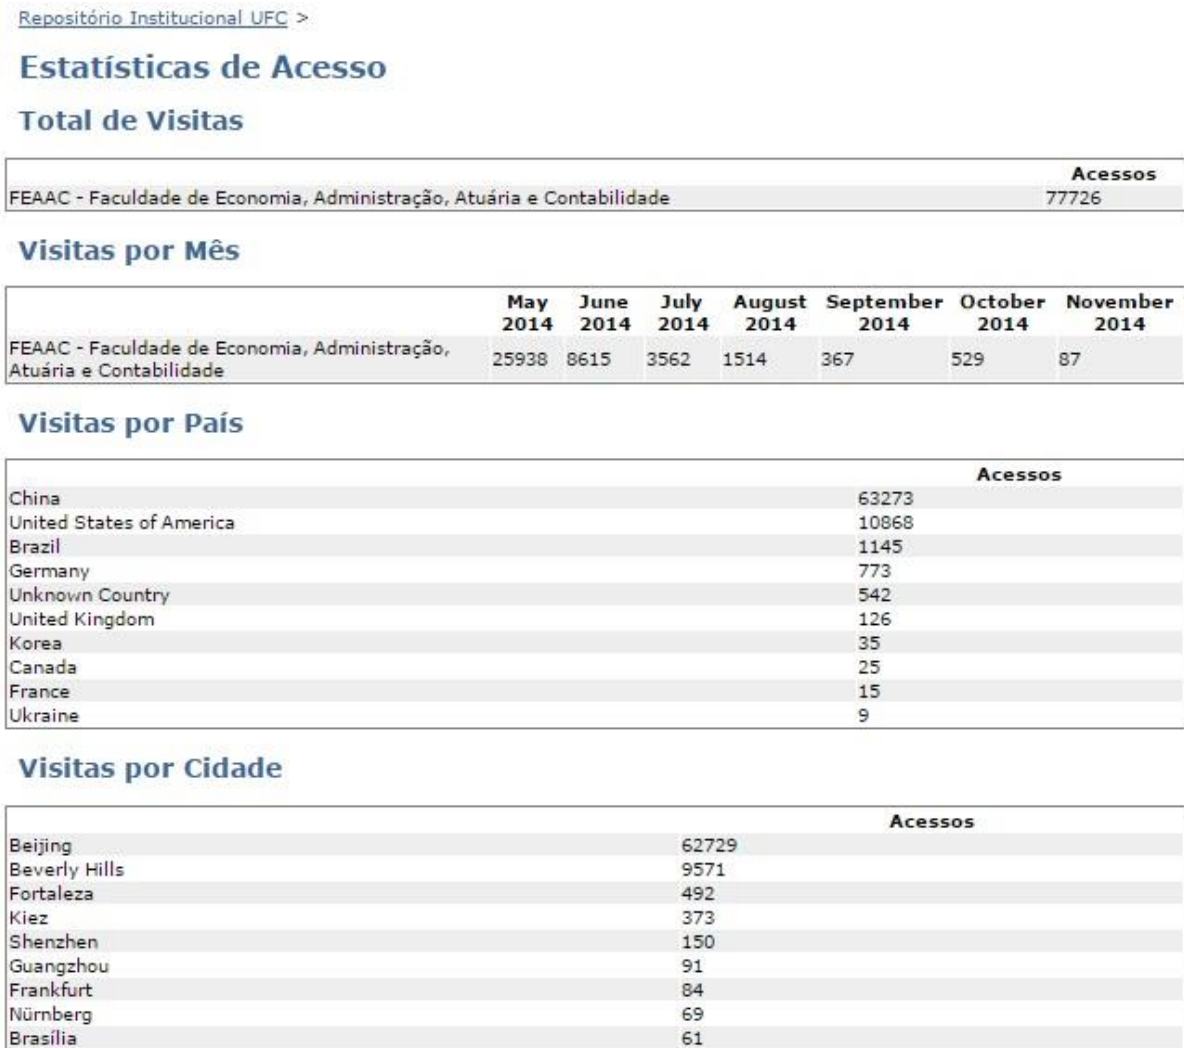 Repositório Institucional UFC >
Estatísticas de Acesso
Total de Visitas
Acessos
FEAAC - Faculdade de Economia, Administração, Atuária e Contabilidade 77726
Visitas por Mês
May 2014 June 2014 July 2014 August 2014 September 2014 October 2014 November 2014
FEAAC - Faculdade de Economia, Administração, Atuária e Contabilidade 25938 8615 3562 1514 367 529 87
Visitas por País
Acessos
China 63273
United States of America 10868
Brazil 1145
Germany 773
Unknown Country 542
United Kingdom 126
Korea 35
Canada 25
France 15
Ukraine 9
Visitas por Cidade
Acessos
Beijing 62729
Beverly Hills 9571
Fortaleza 492
Kiez 373
Shenzhen 150
Guangzhou 91
Frankfurt 84
Nürnberg 69
Brasília 61